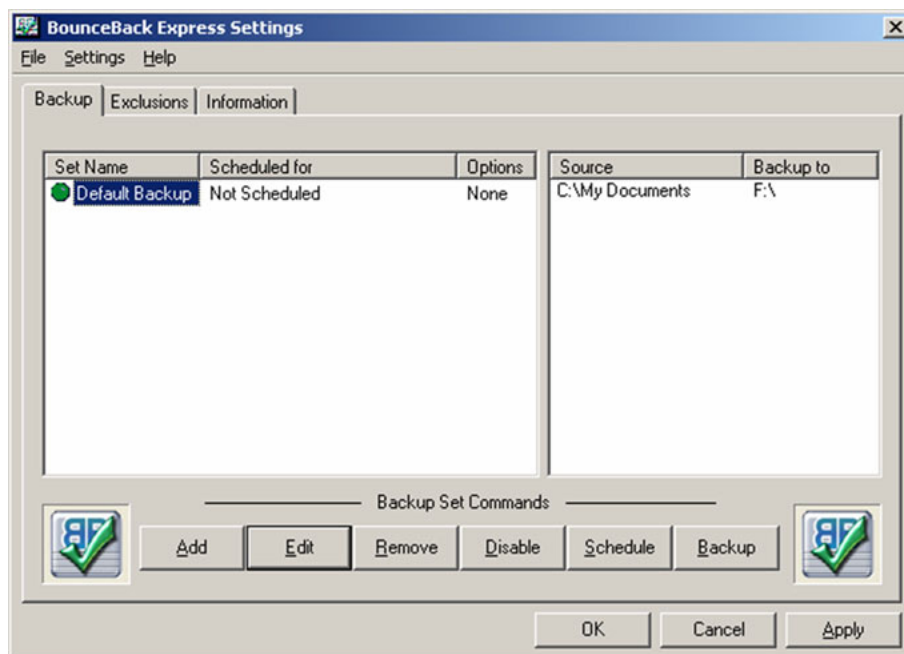 BounceBack Express Settings
File Settings Help
Backup Exclusions Information
Set Name Scheduled for Options Source Backup to
Default Backup Not Scheduled None C:\My Documents F:\
Backup Set Commands
Add Edit Remove Disable Schedule Backup
OK Cancel Apply